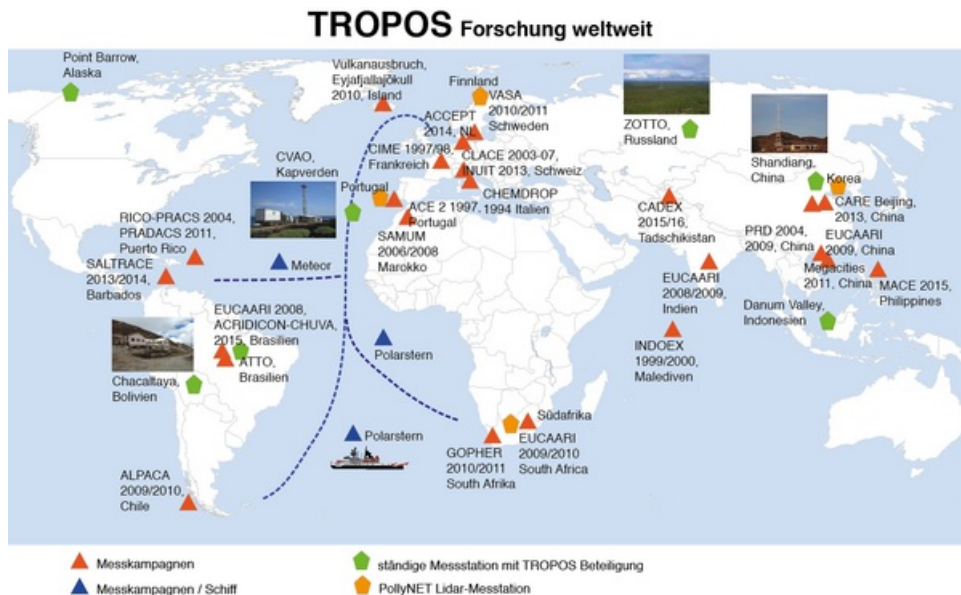 TROPOS Forschung weltweit
Point Barrow,
Alaska
Vulkanausbruch,
Eyjafjallajökull
2010, Island
Finnland
VASA
2010/2011
Schweden
ACCEPT
2014, NL
CIME 1997/98,
Frankreich
CLACE 2003-07,
INUIT 2013, Schweiz
CHEMDROP
1994 Italien
ZOTTO,
Russland
Shandiang,
China
Korea
CARE Beijing,
2013, China
CVAO,
Kapverden
Portugal
ACE 2 1997,
Portugal
SAMUM
2006/2008
Marokko
CADEX
2015/16,
Tadschikistan
PRD 2004,
2009, China
EUCAARI
2009, China
Megacities
2011, China
MACE 2015,
Philippines
RICO-PRACS 2004,
PRADACS 2011,
Puerto Rico
SALTRACE
2013/2014,
Barbados
Meteor
EUCAARI
2008/2009,
Indien
Danum Valley,
Indonesien
EUCAARI 2008,
ACRIDICON-CHUVA,
2015, Brasilien
ATTO,
Brasilien
Polarstern
INDOEX
1999/2000,
Malediven
Chacaltaya,
Bolivien
Polarstern
Südafrika
EUCAARI
2009/2010
South Africa
GOPHER
2010/2011
South Afrika
ALPACA
2009/2010,
Chile
Messkampagnen
ständige Messstation mit TROPOS Beteiligung
Messkampagnen / Schiff
PollyNET Lidar-Messtation